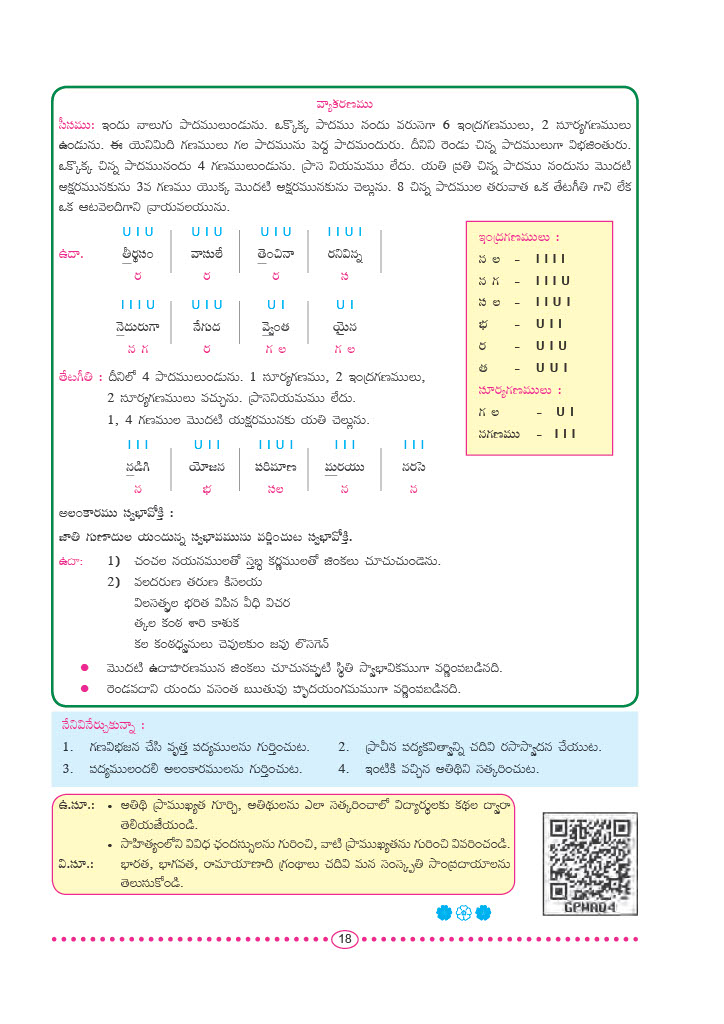 వ్యాకరణము
సీసము: ఇందు నాలుగు పాదములుండును. ఒక్కొక్క పాదము నందు వరుసగా 6 ఇంద్రగణములు, 2 సూర్యగణములు
ఉండును. ఈ యెనిమిది గణములు గల పాదమును పెద్ద పాదమందురు. దీనిని రెండు చిన్న పాదములుగా విభజింతురు.
ఒక్కొక్క చిన్న పాదమునందు 4 గణములుండును. ప్రాస నియమము లేదు. యతి ప్రతి చిన్న పాదము నందును మొదటి
అక్షరమునకును 3వ గణము యొక్క మొదటి అక్షరమునకును చెల్లును. 8 చిన్న పాదముల తరువాత ఒక తేటగీతి గాని లేక
ఒక ఆటవెలదిగాని వ్రాయవలయును.
U I U U I U U I U I I U I
ఉదా. తీర్థసం వాసులే తెంచినా రనివిన్న
ర ర ర స
I I I U U I U U I U I
నెదురుగా నేగుద వ్వెంత యైన
న గ ర గ ల గ ల
ఇంద్రగణములు :
న ల – I I I I
న గ – I I I U
స ల – I I U I
భ – U I I
ర – U I U
త – U U I
సూర్యగణములు :
గ ల – U I
నగణము – I I I
తేటగీతి : దీనిలో 4 పాదములుండును. 1 సూర్యగణము, 2 ఇంద్రగణములు,
2 సూర్యగణములు వచ్చును. ప్రాసనియమము లేదు.
1, 4 గణముల మొదటి యక్షరమునకు యతి చెల్లును.
I I I U I I I I U I I I I I I I
నడిగి యోజన పరిమాణ మరయు నరసి
న భ సల న న
అలంకారము స్వభావోక్తి :
జాతి గుణాదుల యందున్న స్వభావమును వర్ణించుట స్వభావోక్తి.
ఉదా: 1) చంచల నయనములతో స్తబ్ధ కర్ణములతో జింకలు చూచుచుండెను.
2) వలదరుణ తరుణ కిసలయ
విలసత్ఫల భరిత విపిన వీధి విచర
త్కల కంఠ శారి కాశుక
కల కంఠధ్వనులు చెవులకుం జవు లొసగెన్
• మొదటి ఉదాహరణమున జింకలు చూచునప్పటి స్థితి స్వాభావికముగా వర్ణింపబడినది.
• రెండవదాని యందు వసంత ఋతువు హృదయంగమముగా వర్ణింపబడినది.
నేనివినేర్చుకున్నా :
1. గణవిభజన చేసి వృత్త పద్యములను గుర్తించుట. 2. ప్రాచీన పద్యకవిత్వాన్ని చదివి రసాస్వాదన చేయుట.
3. పద్యములందలి అలంకారములను గుర్తించుట. 4. ఇంటికి వచ్చిన అతిథిని సత్కరించుట.
ఉ.సూ.: • అతిథి ప్రాముఖ్యత గూర్చి, అతిథులను ఎలా సత్కరించాలో విద్యార్థులకు కథల ద్వారా
తెలియజేయండి.
• సాహిత్యంలోని వివిధ ఛందస్సులను గురించి, వాటి ప్రాముఖ్యతను గురించి వివరించండి.
వి.సూ.: భారత, భాగవత, రామాయాణాది గ్రంథాలు చదివి మన సంస్కృతి సాంప్రదాయాలను
తెలుసుకోండి.
GPHAQ4
18